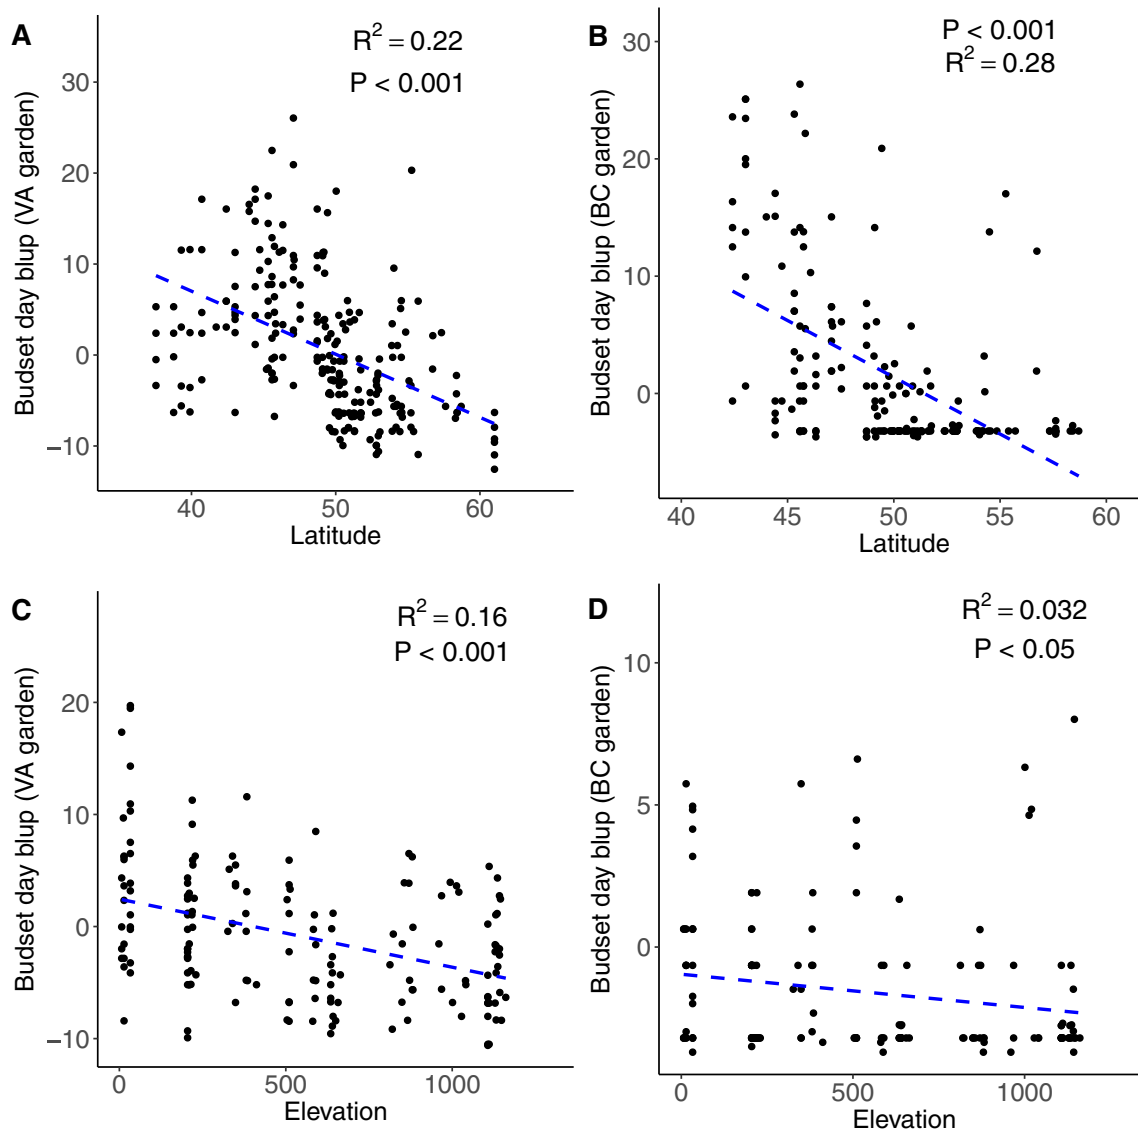 A
R² = 0.22
P < 0.001
Budset day blup (VA garden)
30
20
10
0
−10
40
50
60
Latitude
B
P < 0.001
R² = 0.28
Budset day blup (BC garden)
30
20
10
0
40
45
50
55
60
Latitude
C
R² = 0.16
P < 0.001
Budset day blup (VA garden)
20
10
0
−10
0
500
1000
Elevation
D
R² = 0.032
P < 0.05
Budset day blup (BC garden)
10
5
0
0
500
1000
Elevation